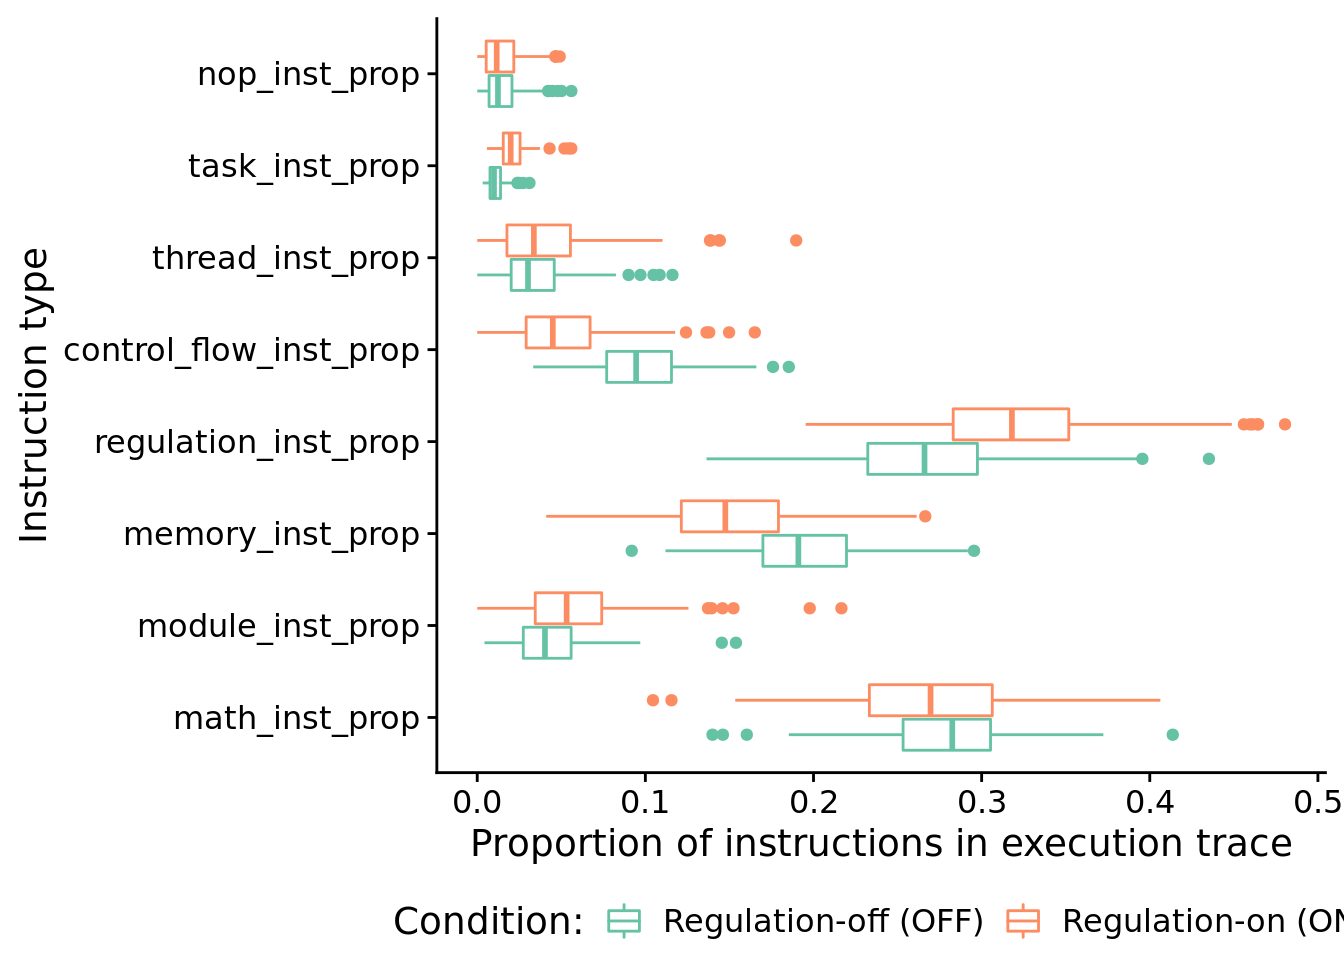 nop_inst_prop
task_inst_prop
thread_inst_prop
control_flow_inst_prop
regulation_inst_prop
memory_inst_prop
module_inst_prop
math_inst_prop
Instruction type
0.0 0.1 0.2 0.3 0.4 0.5
Proportion of instructions in execution trace
Condition: Regulation-off (OFF) Regulation-on